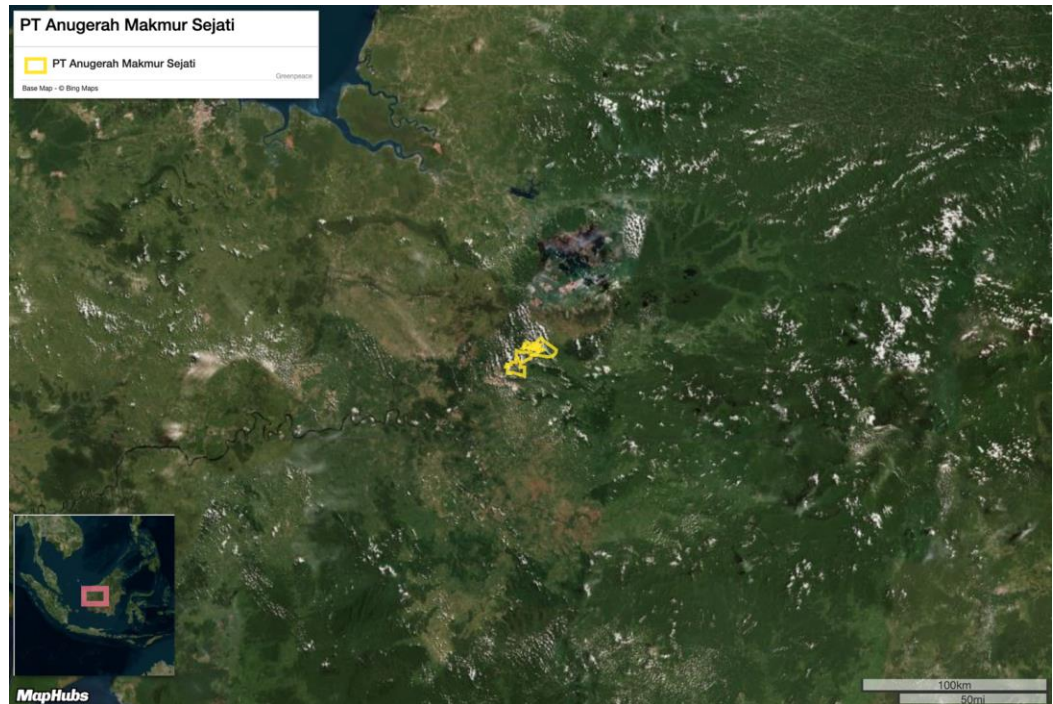 PT Anugerah Makmur Sejati
PT Anugerah Makmur Sejati
Greenpeace
Base Map - © Bing Maps
MapHubs
100km
50mi